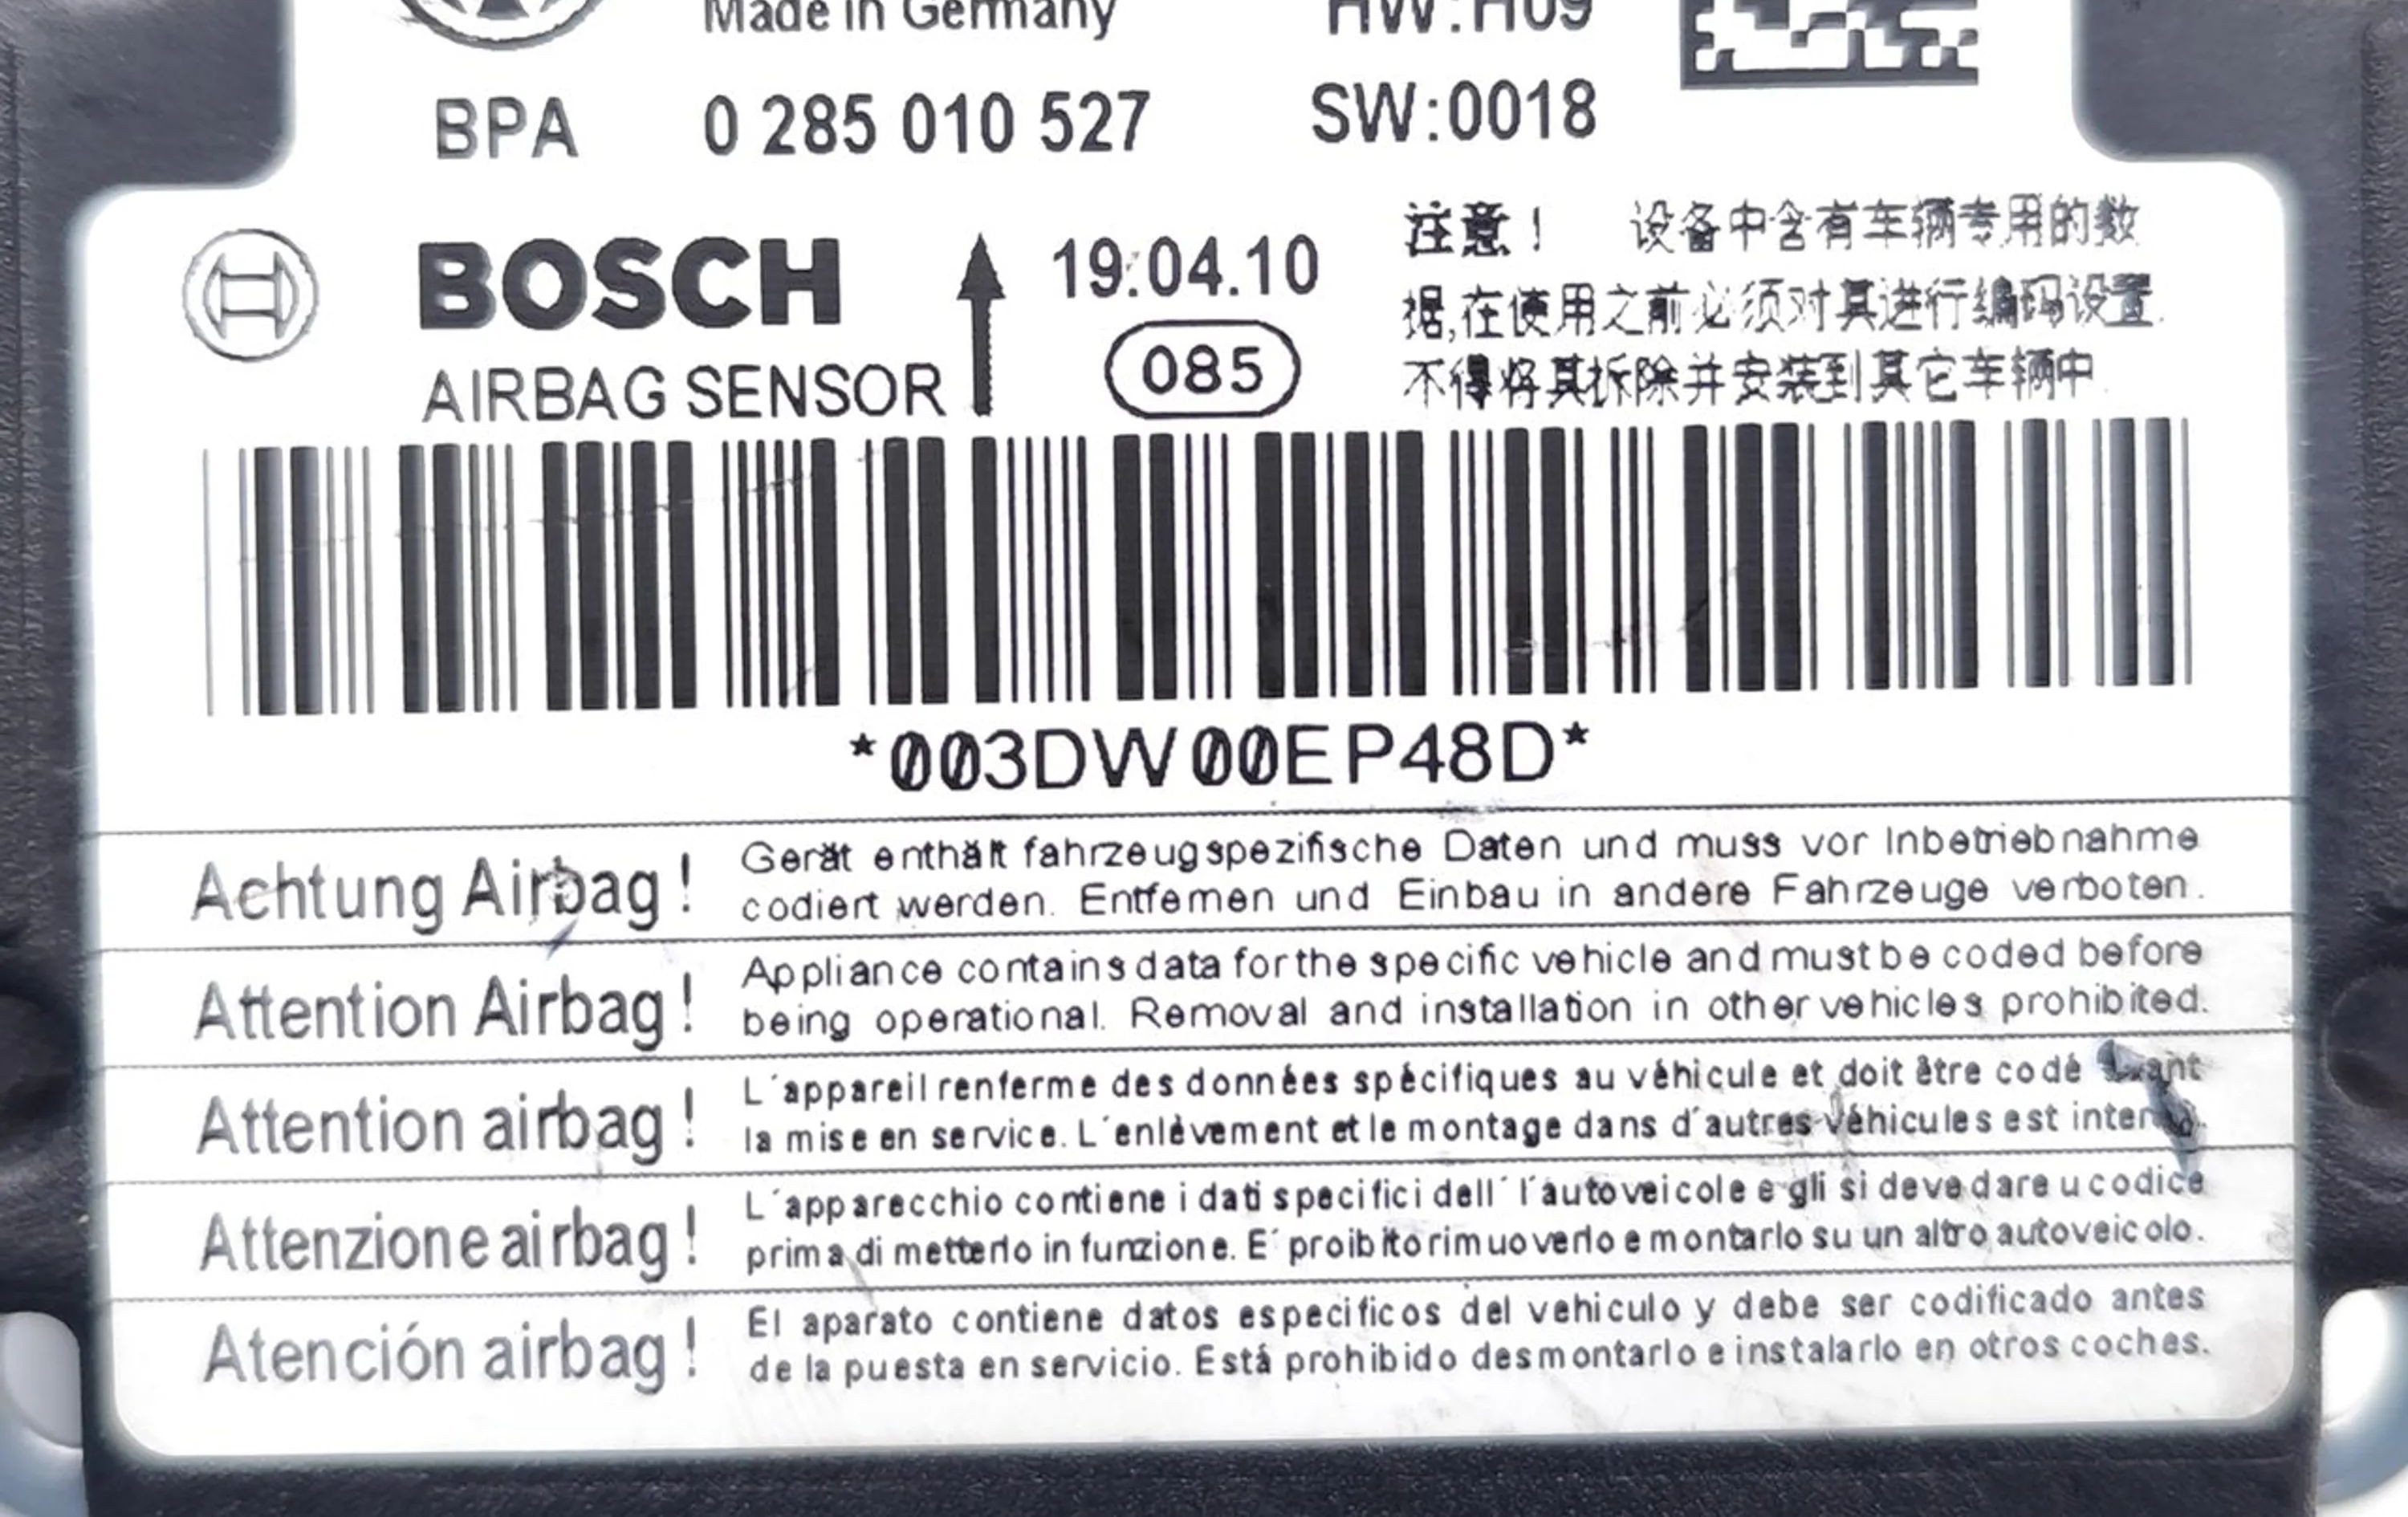 Made in Germany HW:H09
BPA 0 285 010 527 SW:0018
BOSCH 19.04.10
AIRBAG SENSOR 085
注意! 设备中含有车辆专用的数
据,在使用之前必须对其进行编码设置.
不得将其拆除并安装到其它车辆中.
*003DW00EP48D*
Achtung Airbag! Gerät enthält fahrzeugspezifische Daten und muss vor Inbetriebnahme
codiert werden. Entfernen und Einbau in andere Fahrzeuge verboten.
Attention Airbag! Appliance contains data for the specific vehicle and must be coded before
being operational. Removal and installation in other vehicles prohibited.
Attention airbag! L´appareil renferme des données spécifiques au véhicule et doit être codé
la mise en service. L´enlèvement et le montage dans d´autres véhicules est
Attenzione airbag! L´apparecchio contiene i dati specifici dell´ l´autoveicolo e gli si deve dare u codice
prima di metterlo in funzione. E´ proibito rimuoverlo e montarlo su un altro autoveicolo.
Atención airbag! El aparato contiene datos especificos del vehiculo y debe ser codificado antes
de la puesta en servicio. Está prohibido desmontarlo e instalarlo en otros coches.